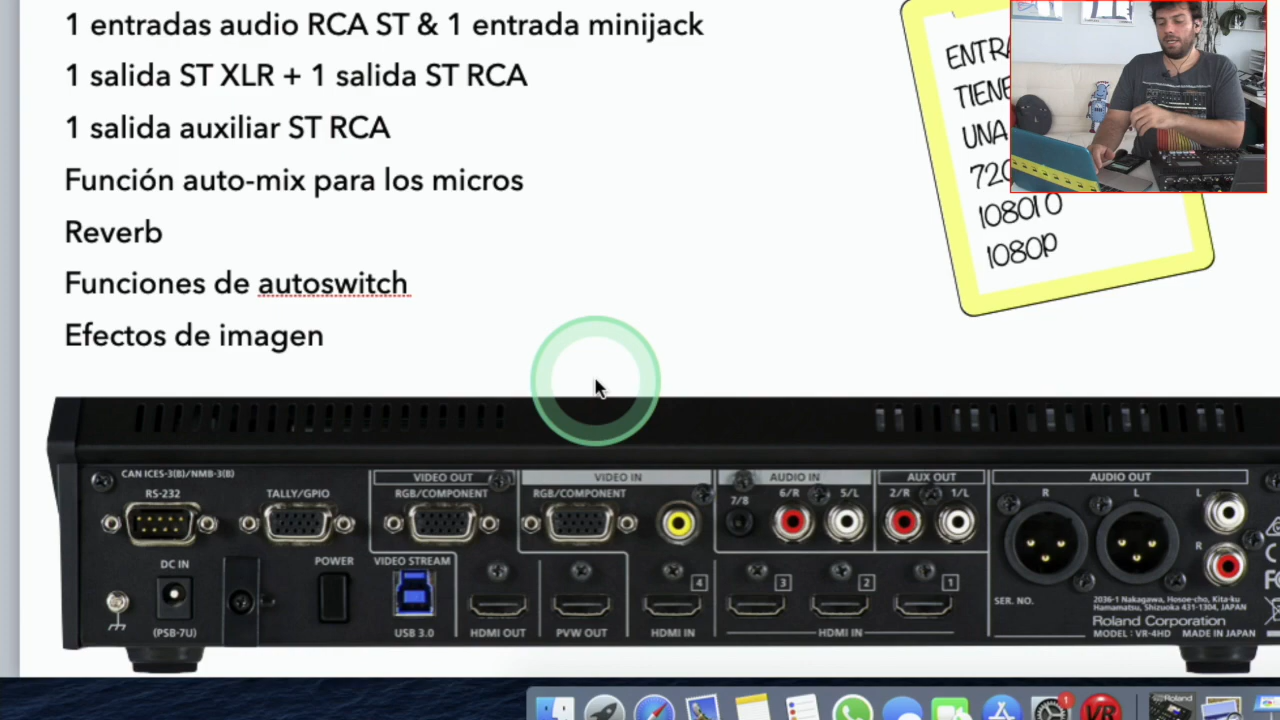 1 entradas audio RCA ST & 1 entrada minijack
1 salida ST XLR + 1 salida ST RCA
1 salida auxiliar ST RCA
Función auto-mix para los micros
Reverb
Funciones de autoswitch
Efectos de imagen
TIENE
UNA
1080P
CAN ICES-3(B)/NMB-3(B)
RS-232
TALLY/GPIO
VIDEO OUT
RGB/COMPONENT
VIDEO IN
RGB/COMPONENT
AUDIO IN
7/8
6/R
5/L
AUX OUT
2/R
1/L
AUDIO OUT
R
L
L
R
DC IN
(PSB-7U)
POWER
VIDEO STREAM
USB 3.0
HDMI OUT
PVW OUT
4
HDMI IN
3
2
1
HDMI IN
SER. NO.
2036-1 Nakagawa, Hosoe-cho, Kita-ku
Hamamatsu, Shizuoka 431-1304, JAPAN
Roland Corporation
MODEL : VR-4HD MADE IN JAPAN
1
VR
Roland